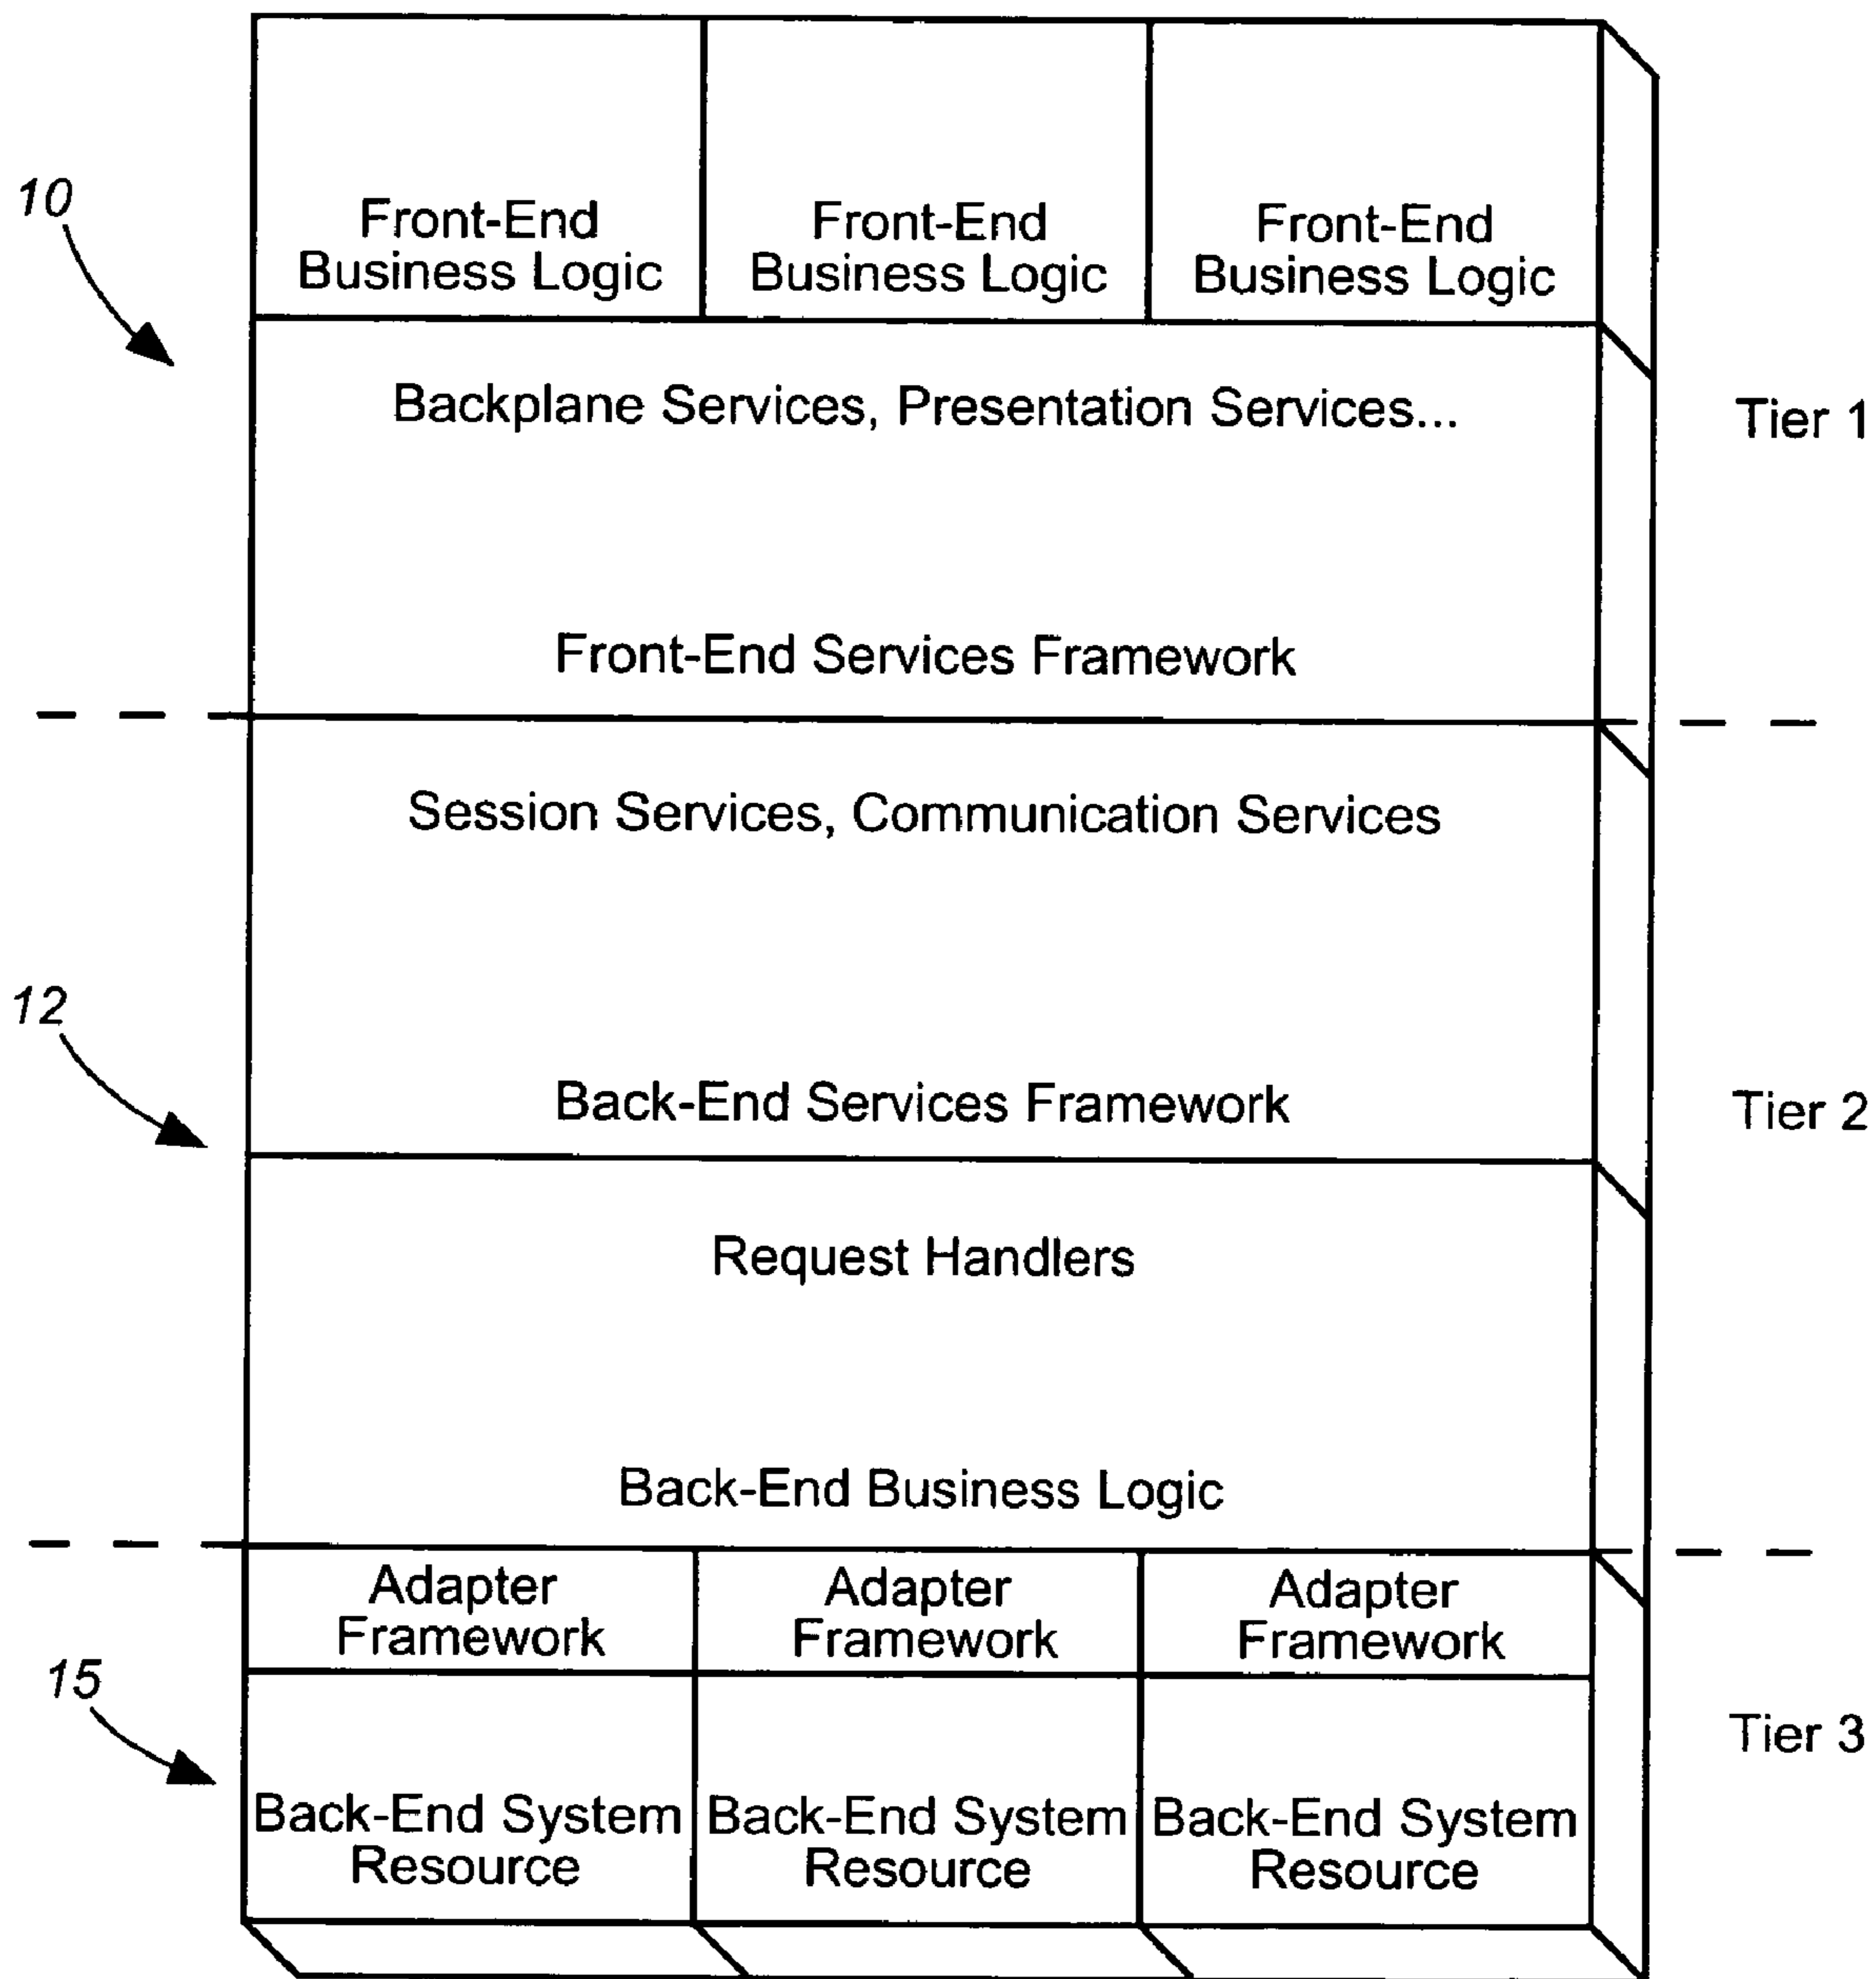 10
Front-End
Business Logic
Front-End
Business Logic
Front-End
Business Logic
Backplane Services, Presentation Services...
Tier 1
Front-End Services Framework
Session Services, Communication Services
12
Back-End Services Framework
Tier 2
Request Handlers
Back-End Business Logic
Adapter
Framework
Adapter
Framework
Adapter
Framework
15
Tier 3
Back-End System
Resource
Back-End System
Resource
Back-End System
Resource